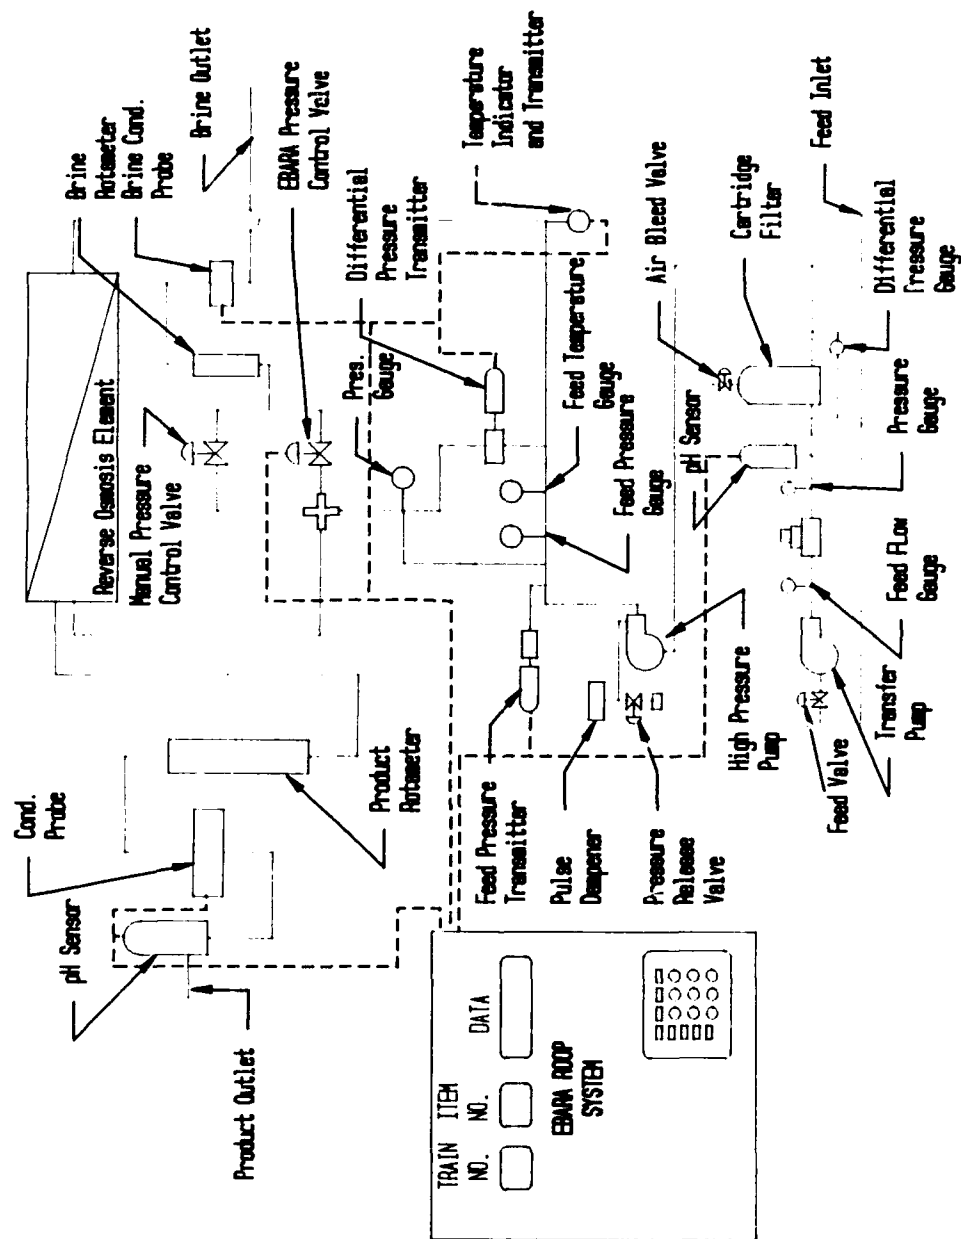 Brine
Rotameter
Brine Cond.
Probe
Brine Outlet
EBARA Pressure
Control Valve
Reverse Osmosis Element
Manual Pressure
Control Valve
Pres.
Gauge
Differential
Pressure
Transmitter
Temperature
Indicator
and Transmitter
Feed Temperature
Gauge
Feed Pressure
Gauge
pH Sensor
Air Bleed Valve
Cartridge
Filter
Feed Inlet
Differential
Pressure
Gauge
Pressure
Gauge
Feed Flow
Gauge
Transfer
Pump
Feed Valve
High Pressure
Pump
Pressure
Release
Valve
Pulse
Dampener
Feed Pressure
Transmitter
Product
Rotameter
Cond.
Probe
pH Sensor
Product Outlet
TRAIN
NO.
ITEM
NO.
DATA
EBARA ROOP
SYSTEM